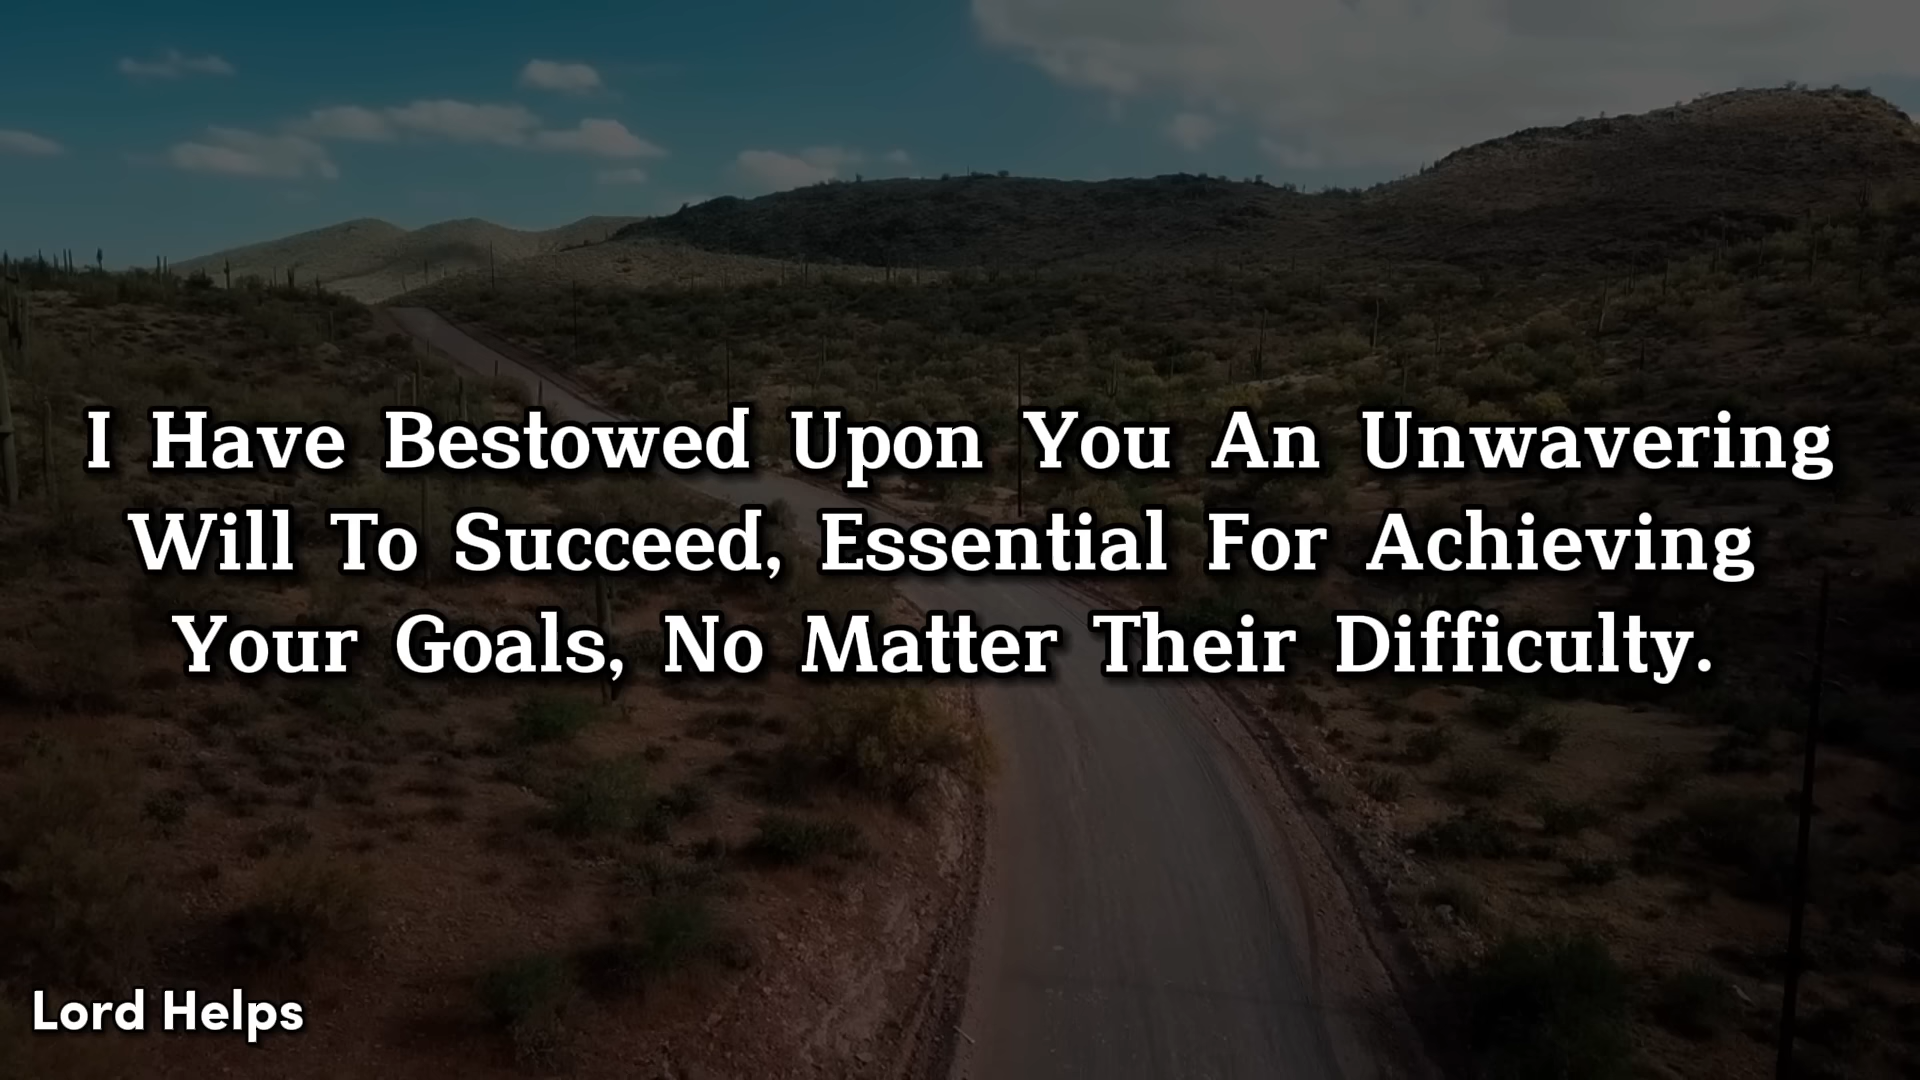 I Have Bestowed Upon You An Unwavering
Will To Succeed, Essential For Achieving
Your Goals, No Matter Their Difficulty.
Lord Helps